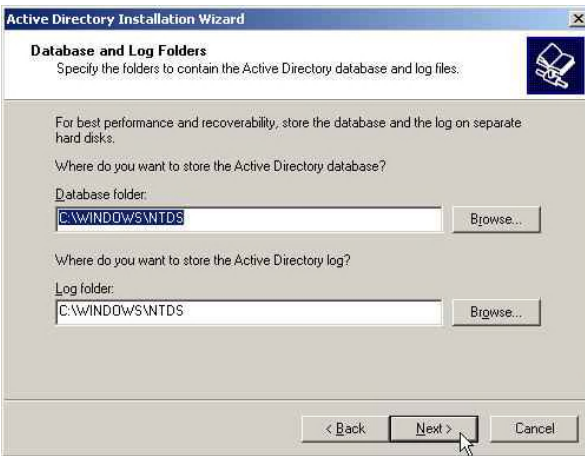 Active Directory Installation Wizard
Database and Log Folders
Specify the folders to contain the Active Directory database and log files.
For best performance and recoverability, store the database and the log on separate
hard disks.
Where do you want to store the Active Directory database?
Database folder:
C:\WINDOWS\NTDS
Browse...
Where do you want to store the Active Directory log?
Log folder:
C:\WINDOWS\NTDS
Browse...
< Back
Next >
Cancel